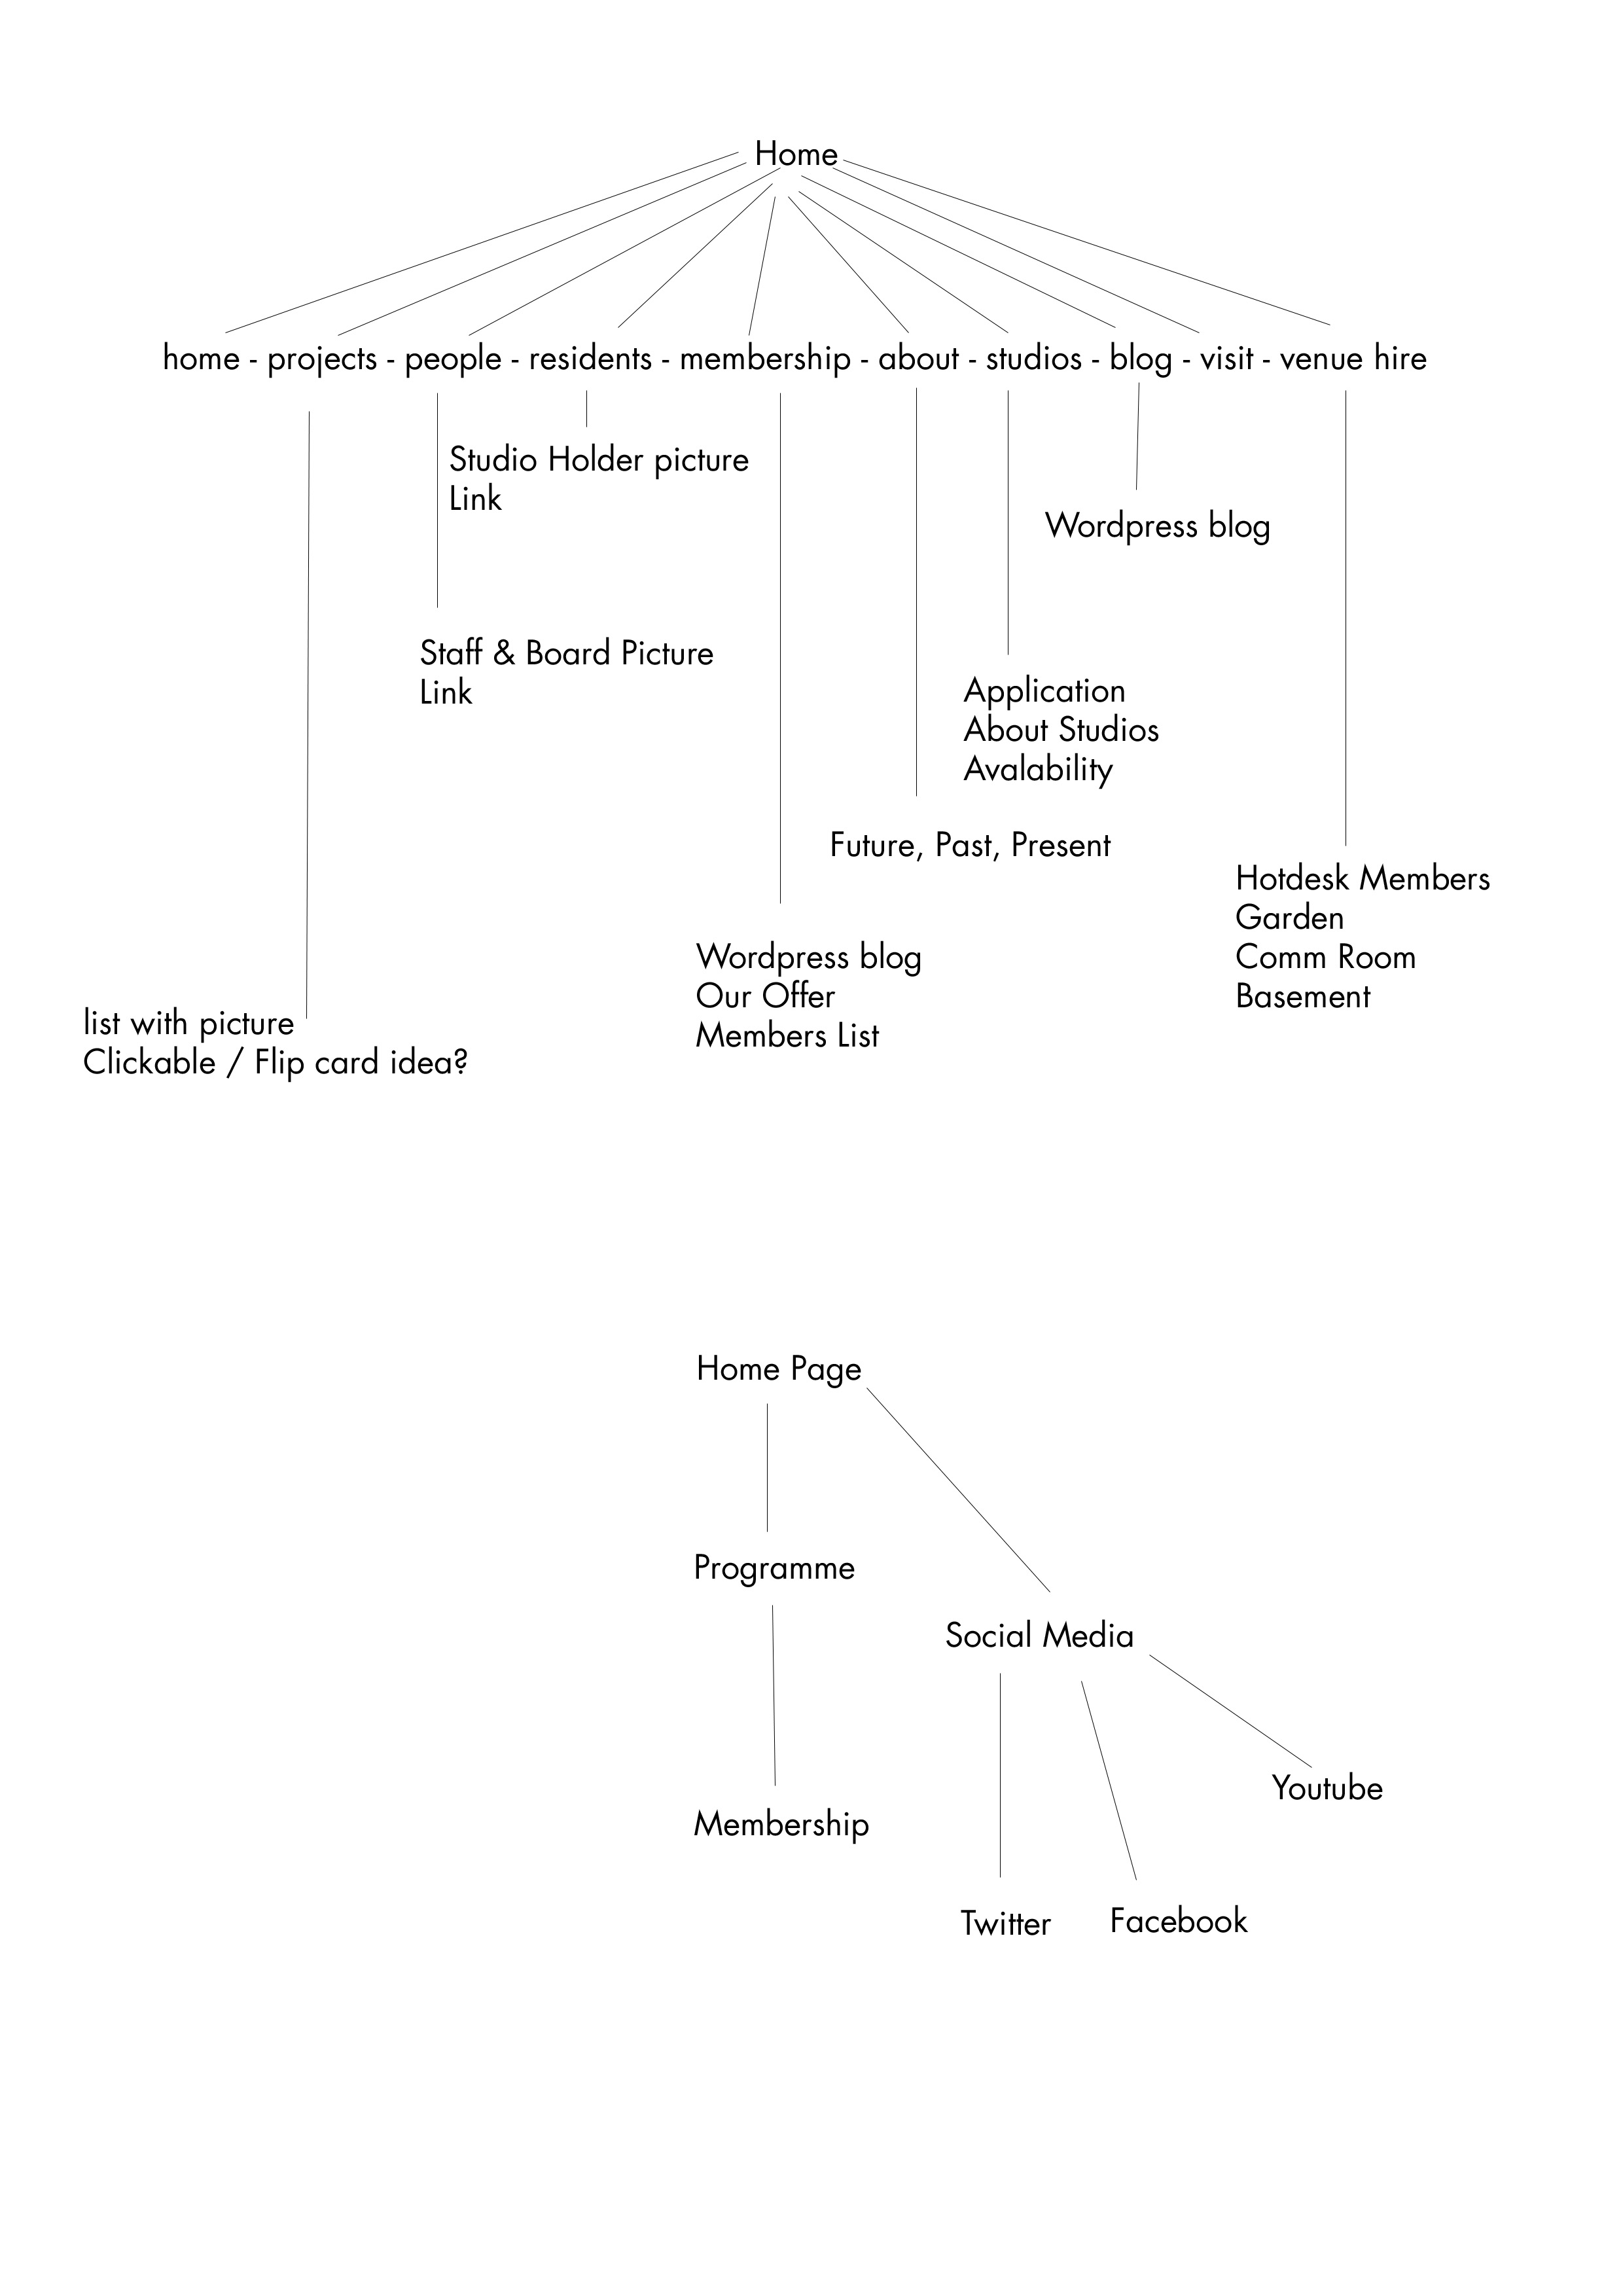 Home
home - projects - people - residents - membership - about - studios - blog - visit - venue hire
Studio Holder picture
Link
Wordpress blog
Staff & Board Picture
Link
Application
About Studios
Avalability
Future, Past, Present
Hotdesk Members
Garden
Comm Room
Basement
Wordpress blog
Our Offer
Members List
list with picture
Clickable / Flip card idea?
Home Page
Programme
Social Media
Youtube
Membership
Twitter
Facebook